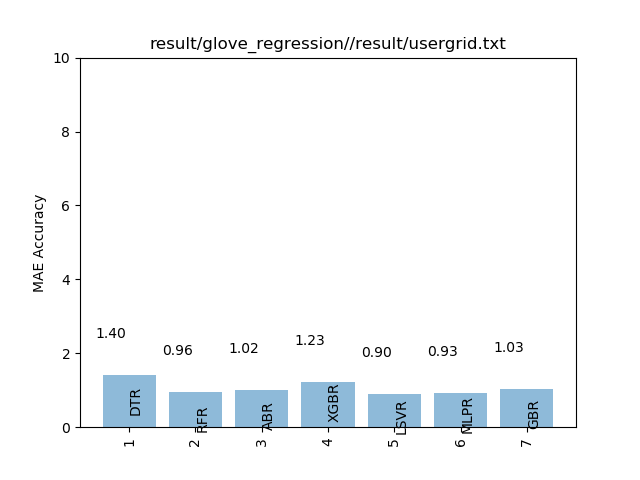 result/glove_regression//result/usergrid.txt
10
8
6
4
2
0
MAE Accuracy
1.40
0.96
1.02
1.23
0.90
0.93
1.03
DTR
RFR
ABR
XGBR
LSVR
MLPR
GBR
1
2
3
4
5
6
7